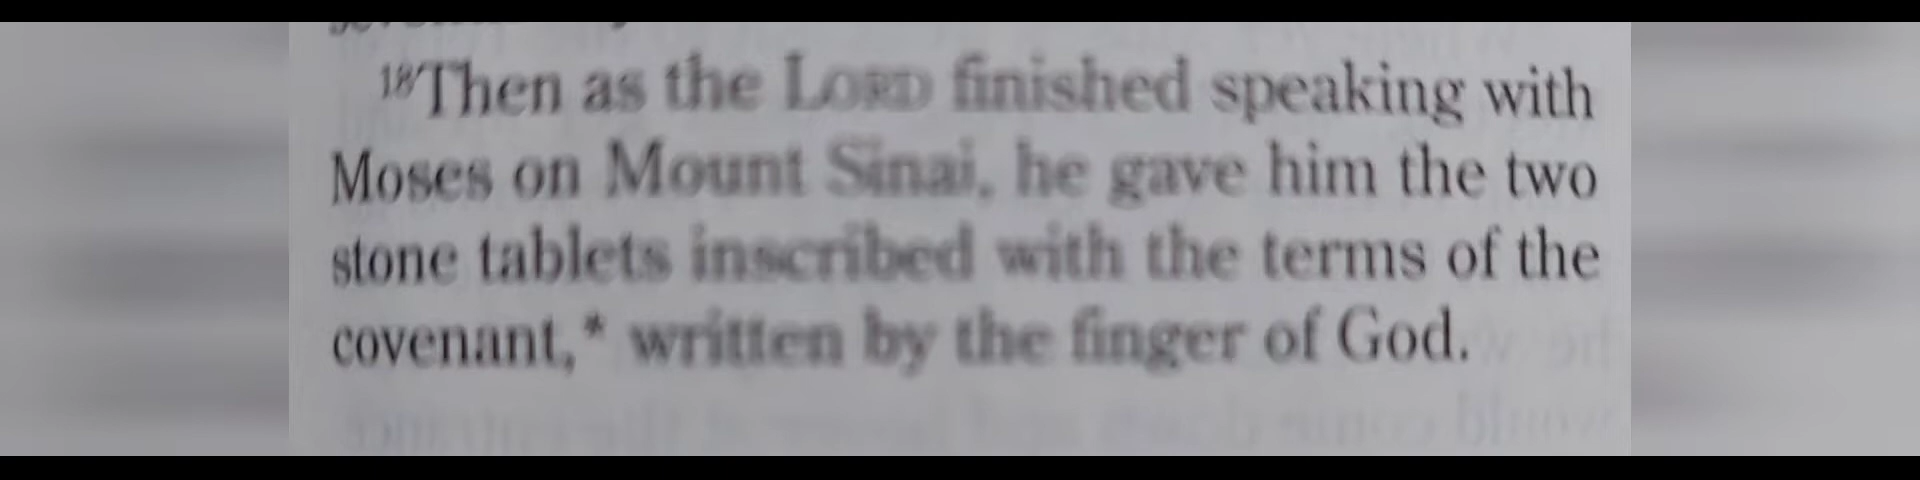 18Then as the LORD finished speaking with
Moses on Mount Sinai, he gave him the two
stone tablets inscribed with the terms of the
covenant,* written by the finger of God.